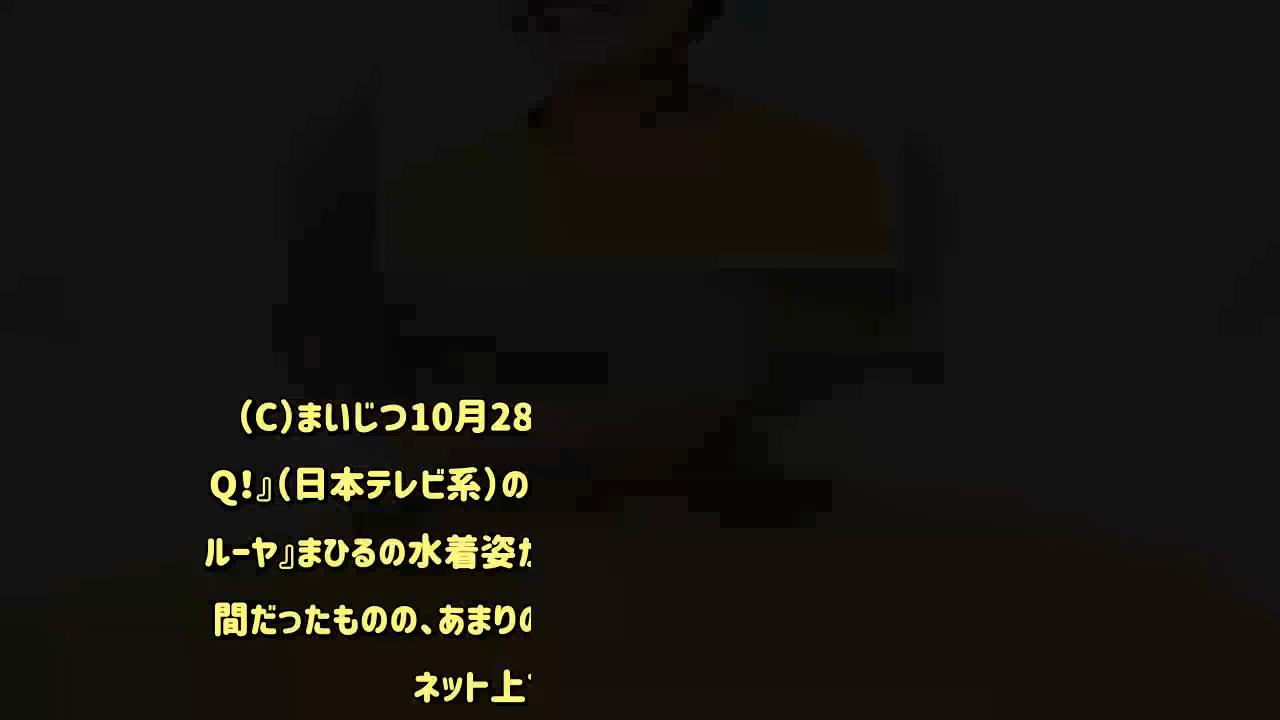 (C)まいじつ10月28
Q!』(日本テレビ系)の
ルーヤ』まひるの水着姿
間だったものの、あまり
ネット上